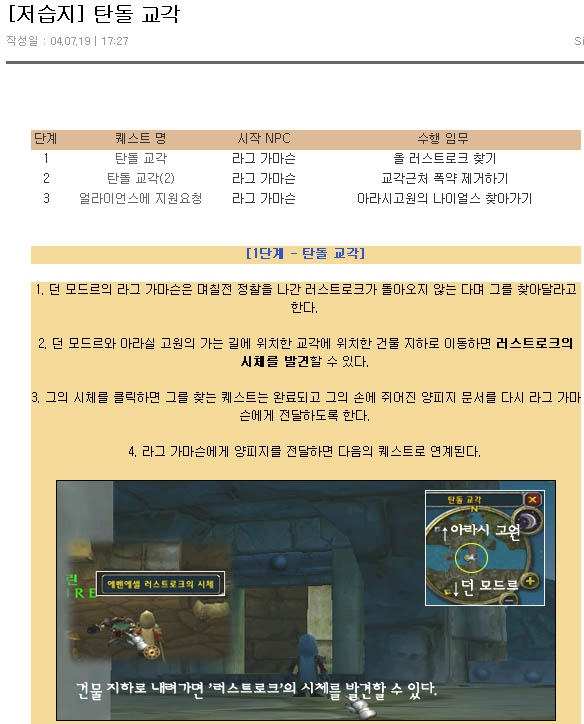 [저습지] 탄돌 교각
작성일 : 04.07.19 | 17:27
Si
단계 퀘스트 명 시작 NPC 수행 임무
1 탄돌 교각 라그 가마슨 올 러스트로크 찾기
2 탄돌 교각(2) 라그 가마슨 교각근처 폭약 제거하기
3 얼라이언스에 지원요청 라그 가마슨 아라시고원의 나이얼스 찾아가기
[1단계 - 탄돌 교각]
1. 던 모드르의 라그 가마슨은 며칠전 정찰을 나간 러스트로크가 돌아오지 않는 다며 그를 찾아달라고
한다.
2. 던 모드르와 아라실 고원의 가는 길에 위치한 교각에 위치한 건물 지하로 이동하면 러스트로크의
시체를 발견할 수 있다.
3. 그의 시체를 클릭하면 그를 찾는 퀘스트는 완료되고 그의 손에 쥐어진 양피지 문서를 다시 라그 가마
슨에게 전달하도록 한다.
4. 라그 가마슨에게 양피지를 전달하면 다음의 퀘스트로 연계된다.
탄돌 교각
N
↑아라시 고원
↓던 모드르
린
IRE
에펜에셀 러스트로크의 시체
건물 지하로 내려가면 '러스트로크'의 시체를 발견할 수 있다.